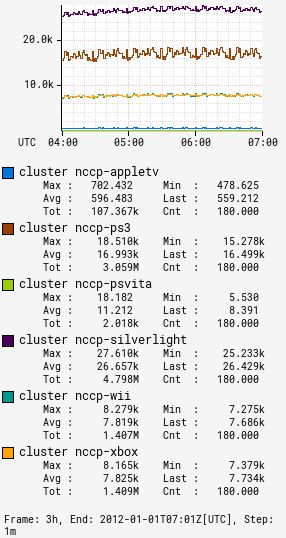 20.0k
10.0k
UTC 04:00 05:00 06:00 07:00
cluster nccp-appletv
Max : 702.432 Min : 478.625
Avg : 596.483 Last : 559.212
Tot : 107.367k Cnt : 180.000
cluster nccp-ps3
Max : 18.510k Min : 15.278k
Avg : 16.993k Last : 16.499k
Tot : 3.059M Cnt : 180.000
cluster nccp-psvita
Max : 18.182 Min : 5.530
Avg : 11.212 Last : 8.391
Tot : 2.018k Cnt : 180.000
cluster nccp-silverlight
Max : 27.610k Min : 25.233k
Avg : 26.657k Last : 26.429k
Tot : 4.798M Cnt : 180.000
cluster nccp-wii
Max : 8.279k Min : 7.275k
Avg : 7.819k Last : 7.686k
Tot : 1.407M Cnt : 180.000
cluster nccp-xbox
Max : 8.165k Min : 7.379k
Avg : 7.825k Last : 7.734k
Tot : 1.409M Cnt : 180.000
Frame: 3h, End: 2012-01-01T07:01Z[UTC], Step:
1m